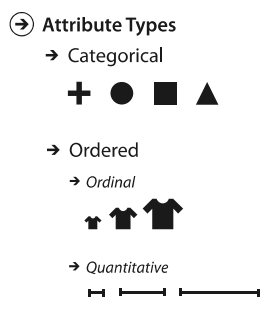 Attribute Types
Categorical
Ordered
Ordinal
Quantitative